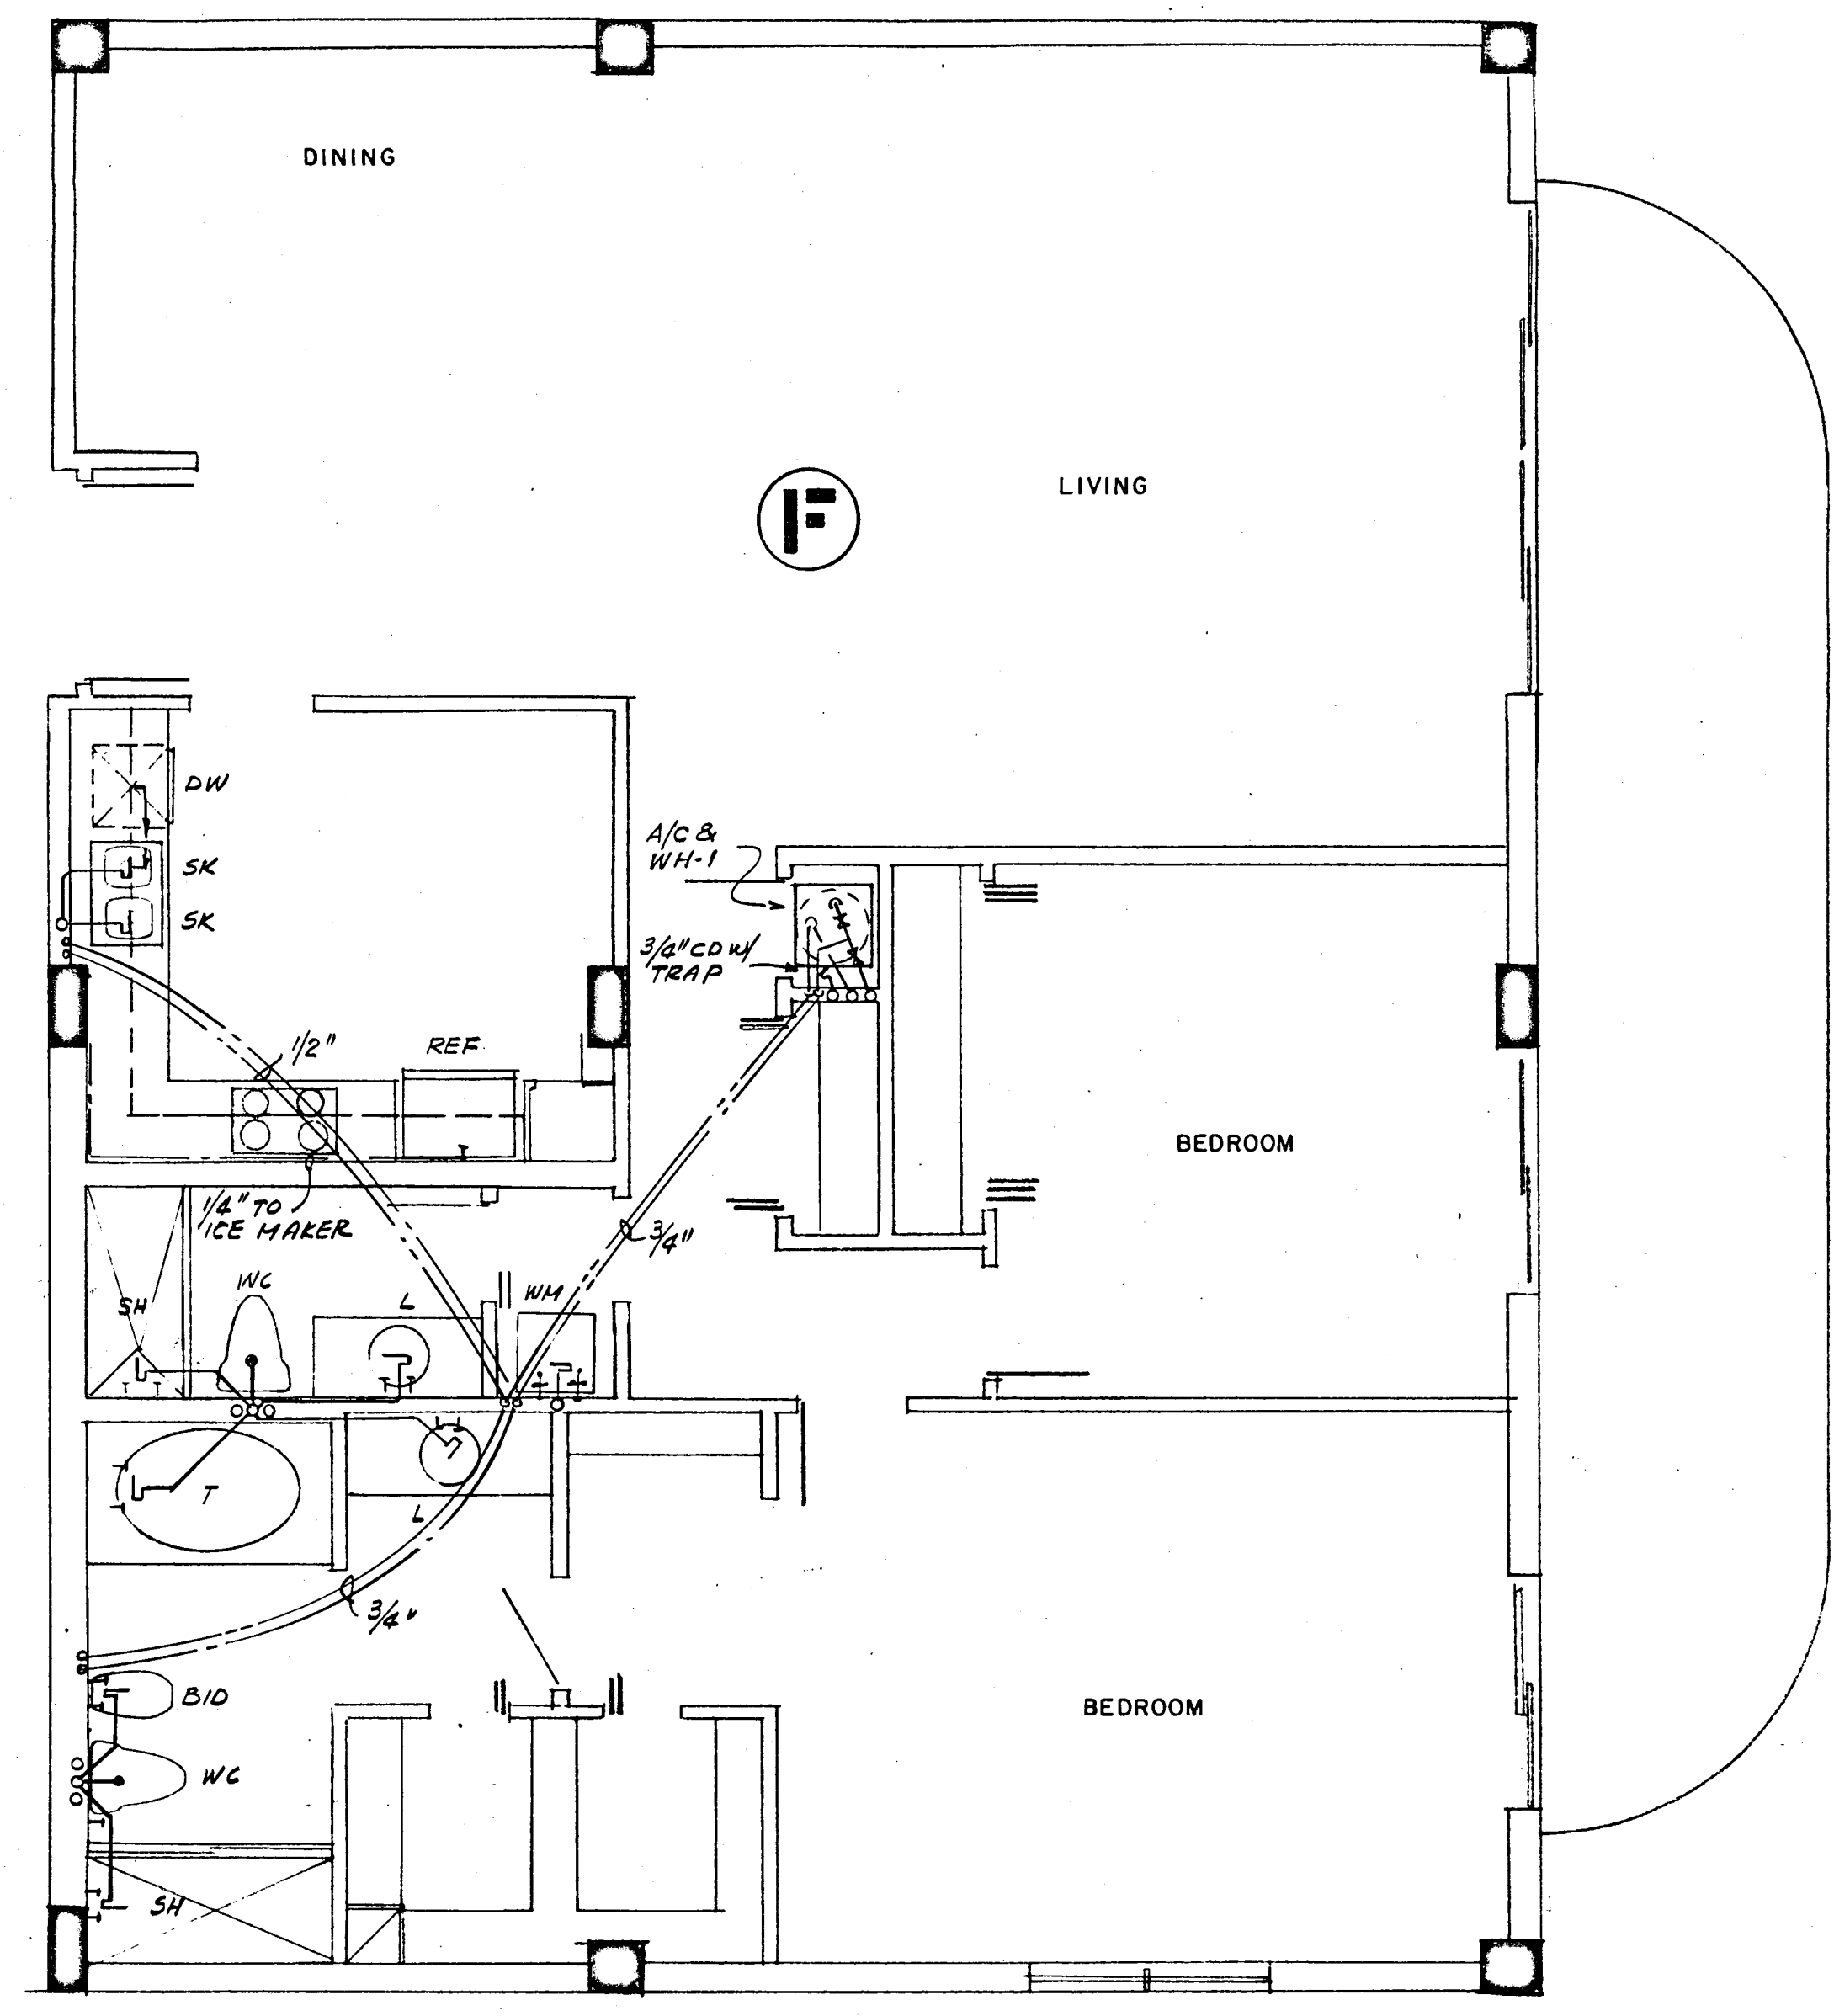 DINING
LIVING
F
DW
SK
SK
A/C &
WH-1
3/4" CD W/
TRAP
1/2"
REF.
BEDROOM
1/4" TO
ICE MAKER
3/4"
WC
SH
L
WM
T
L
3/4"
BID
WC
SH
BEDROOM